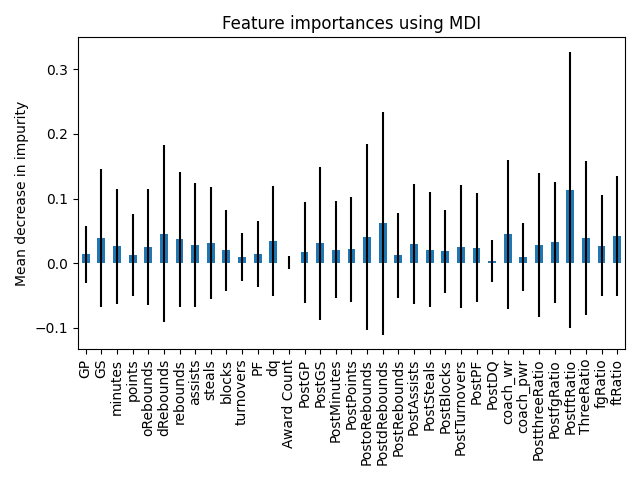 Feature importances using MDI
Mean decrease in impurity
0.3
0.2
0.1
0.0
−0.1
GP
GS
minutes
points
oRebounds
dRebounds
rebounds
assists
steals
blocks
turnovers
PF
dq
Award Count
PostGP
PostGS
PostMinutes
PostPoints
PostoRebounds
PostdRebounds
PostRebounds
PostAssists
PostSteals
PostBlocks
PostTurnovers
PostPF
PostDQ
coach_wr
coach_pwr
PostthreeRatio
PostfgRatio
PostftRatio
ThreeRatio
fgRatio
ftRatio